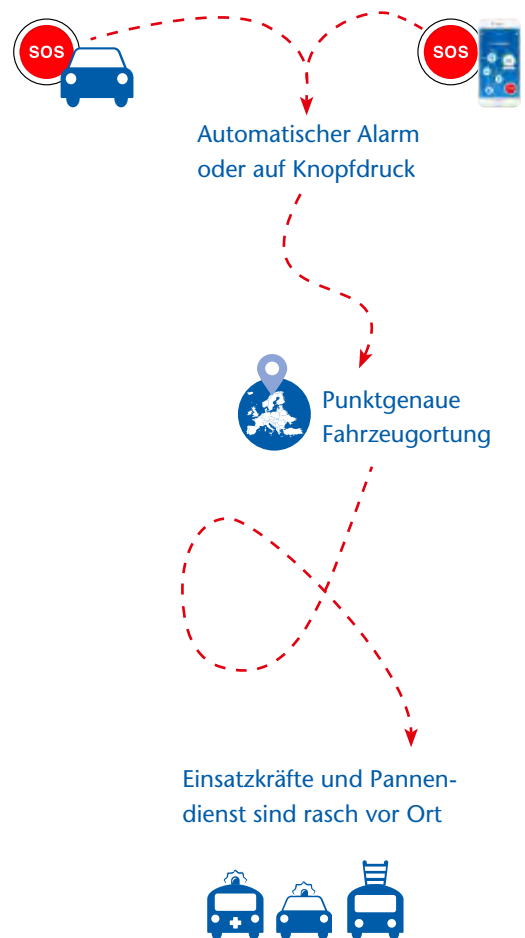 SOS
SOS
Automatischer Alarm
oder auf Knopfdruck
Punktgenaue
Fahrzeugortung
Einsatzkräfte und Pannen-
dienst sind rasch vor Ort